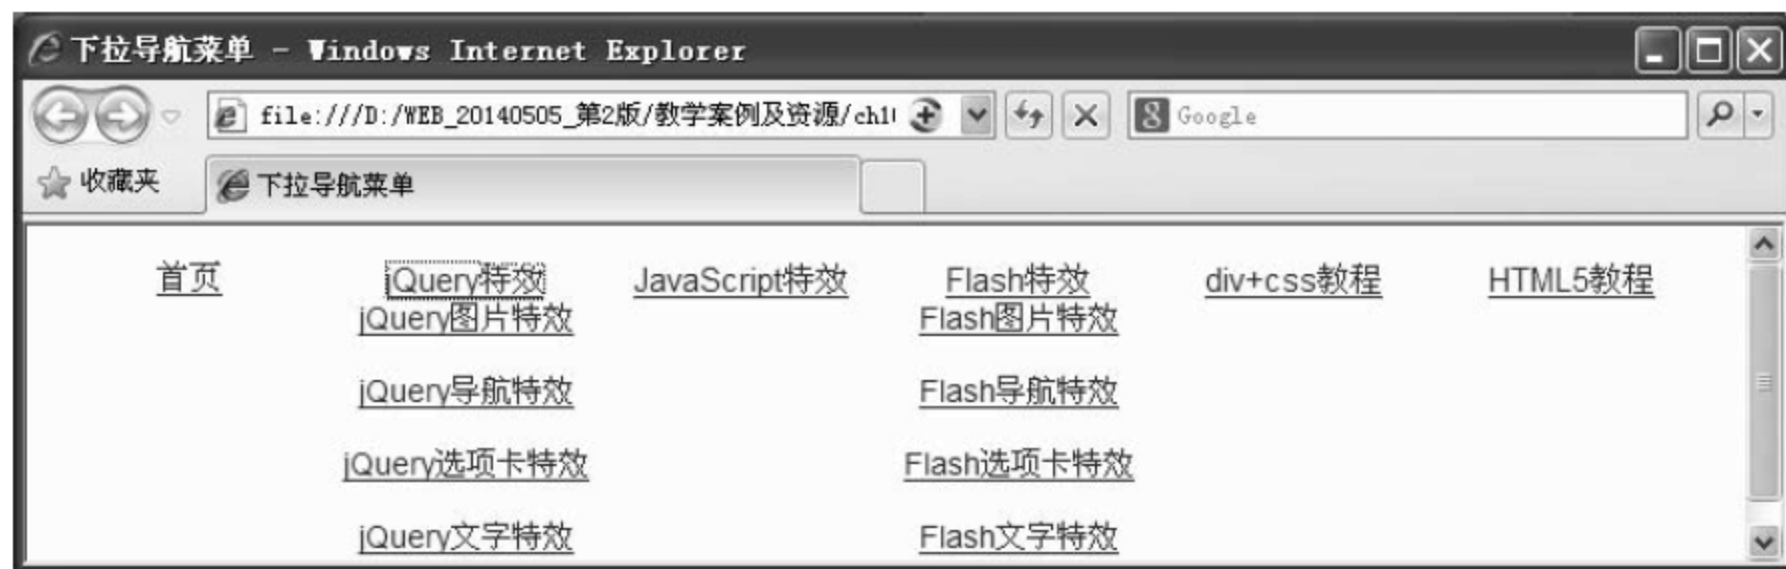 下拉导航菜单 - Windows Internet Explorer
file:///D:/WEB_20140505_第2版/教学案例及资源/ch1 Google
收藏夹 下拉导航菜单
首页 jQuery特效 JavaScript特效 Flash特效 div+css教程 HTML5教程
jQuery图片特效 Flash图片特效
jQuery导航特效 Flash导航特效
jQuery选项卡特效 Flash选项卡特效
jQuery文字特效 Flash文字特效